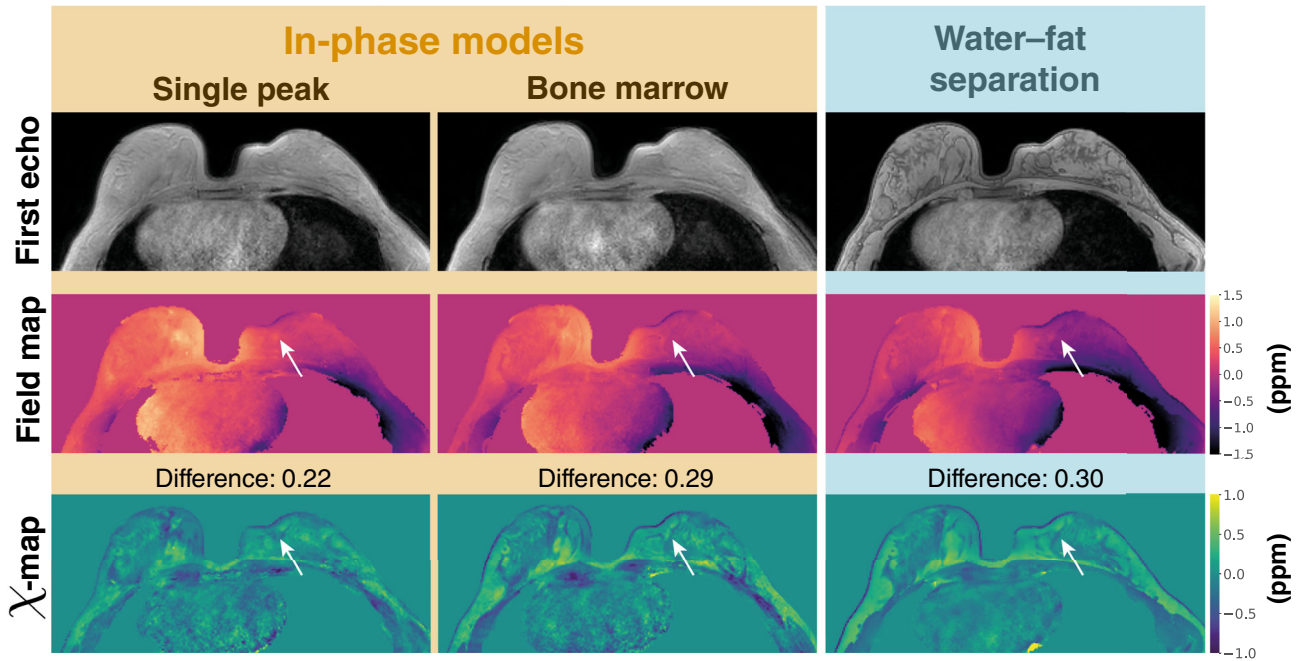 In-phase models
Water–fat
separation
Single peak
Bone marrow
First echo
Field map
1.5
1.0
0.5
0.0
−0.5
−1.0
−1.5
(ppm)
Difference: 0.22
Difference: 0.29
Difference: 0.30
χ-map
1.0
0.5
0.0
−0.5
−1.0
(ppm)